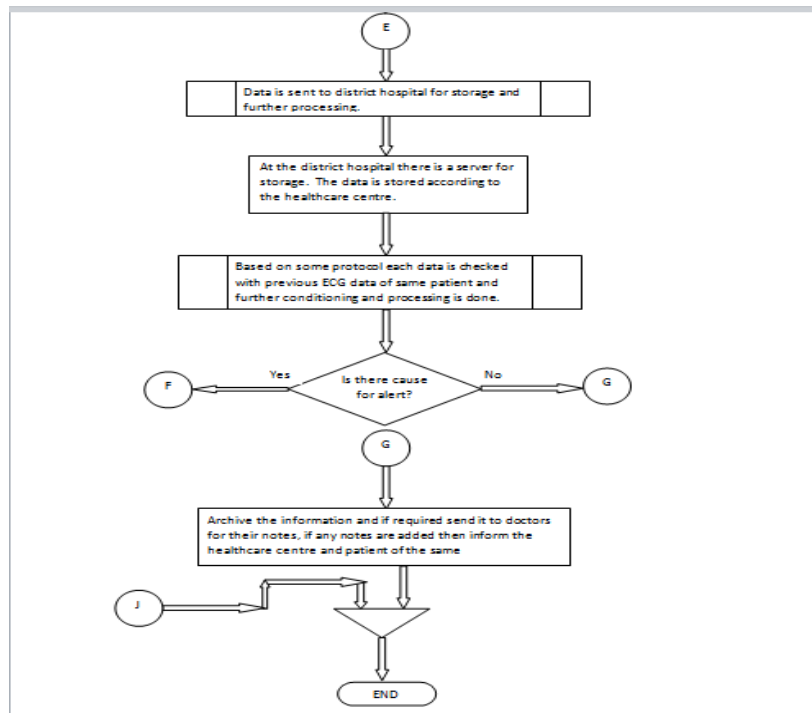 E
Data is sent to district hospital for storage and
further processing.
At the district hospital there is a server for
storage. The data is stored according to
the healthcare centre.
Based on some protocol each data is checked
with previous ECG data of same patient and
further conditioning and processing is done.
Yes
No
F
Is there cause
for alert?
G
G
Archive the information and if required send it to doctors
for their notes, if any notes are added then inform the
healthcare centre and patient of the same
J
END